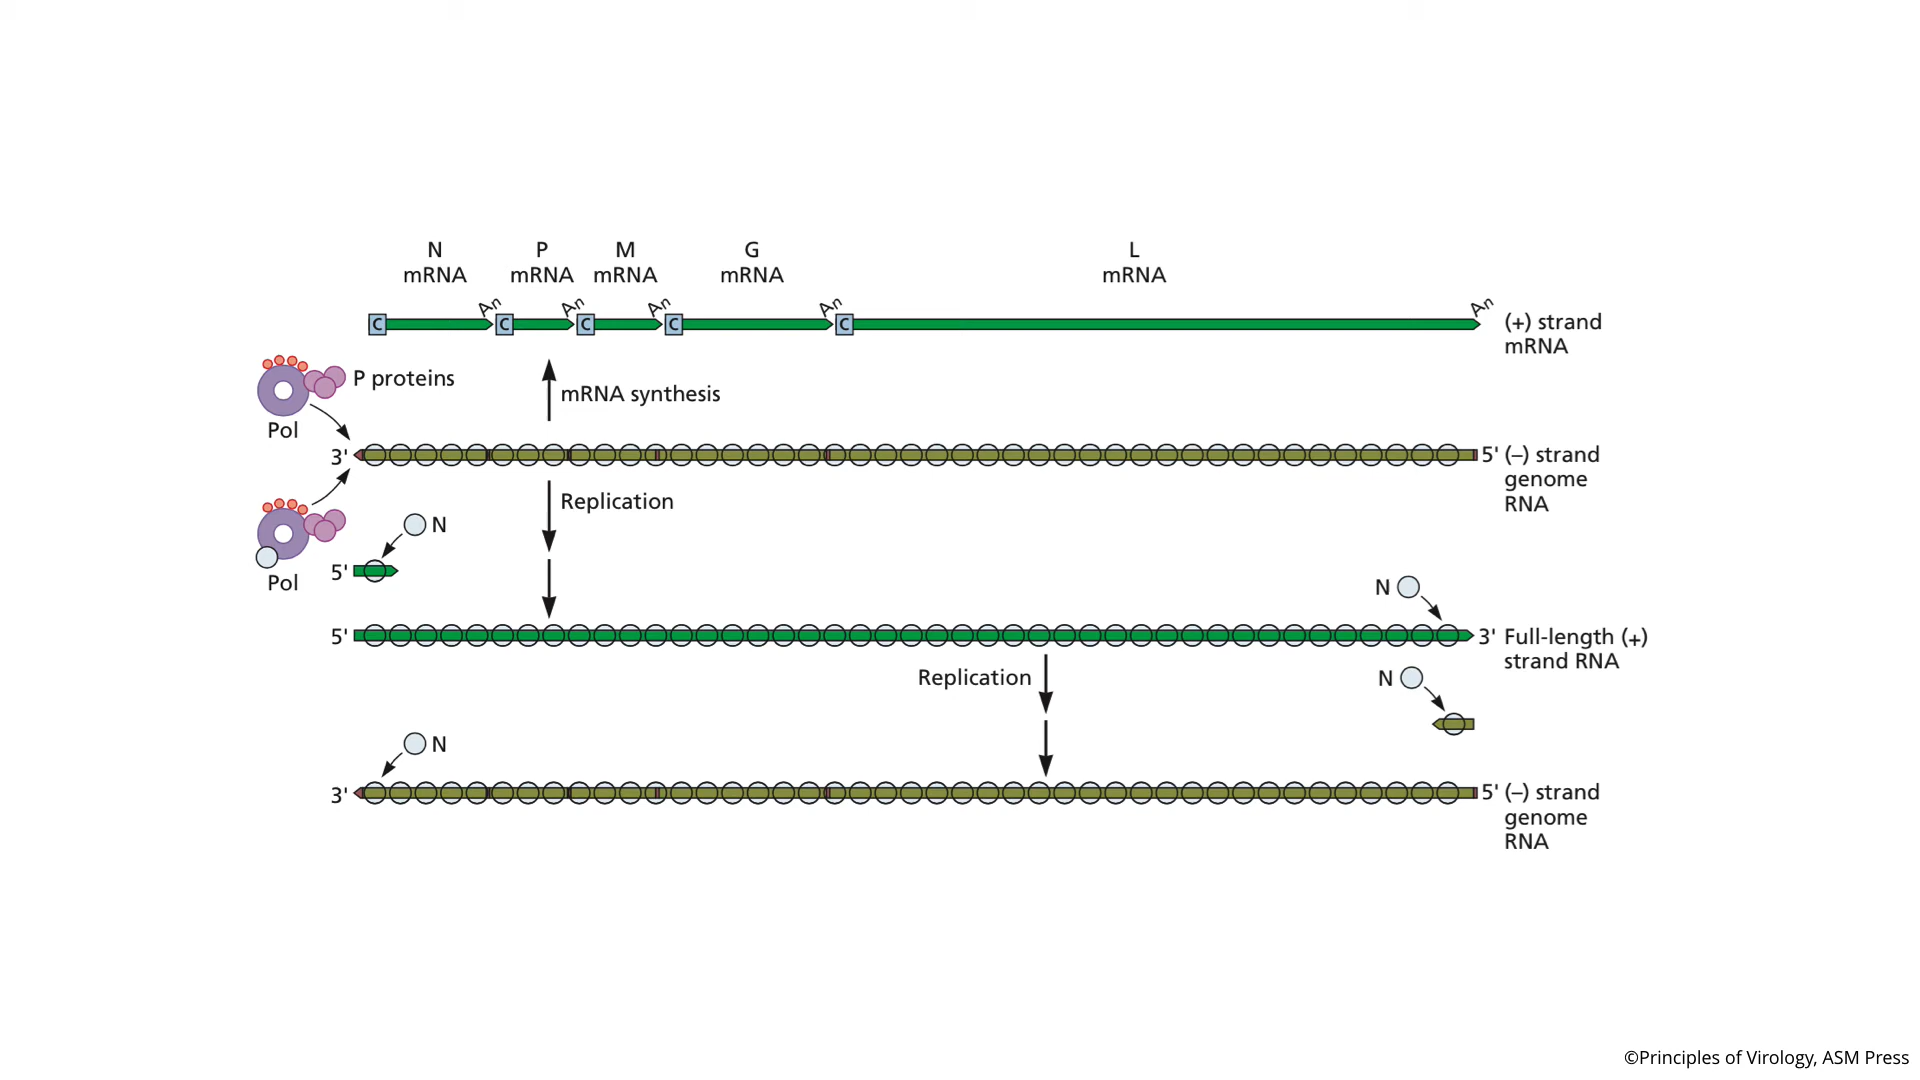 N
mRNA
P
mRNA
M
mRNA
G
mRNA
L
mRNA
C
An
C
An
C
An
C
An
C
An
(+) strand
mRNA
P proteins
Pol
mRNA synthesis
3'
5'
(–) strand
genome
RNA
Replication
N
Pol
5'
N
5'
3'
Full-length (+)
strand RNA
Replication
N
N
3'
5'
(–) strand
genome
RNA
©Principles of Virology, ASM Press